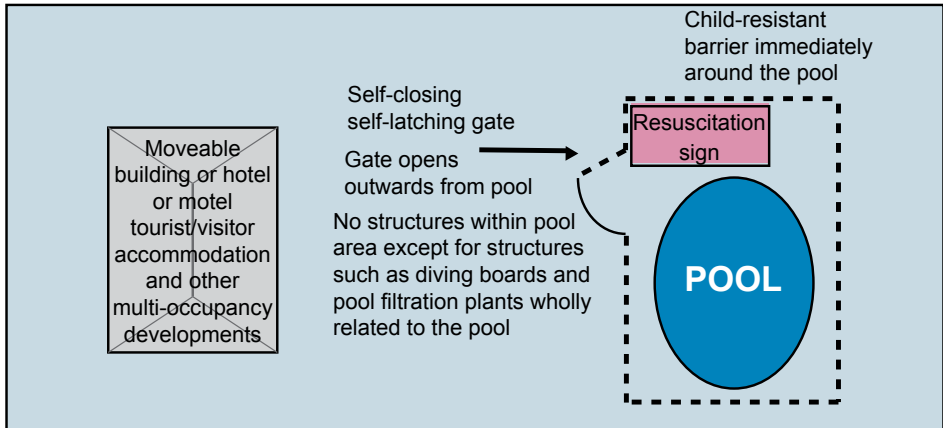 Child-resistant
barrier immediately
around the pool
Self-closing
self-latching gate
Gate opens
outwards from pool
No structures within pool
area except for structures
such as diving boards and
pool filtration plants wholly
related to the pool
Moveable
building or hotel
or motel
tourist/visitor
accommodation
and other
multi-occupancy
developments
Resuscitation
sign
POOL